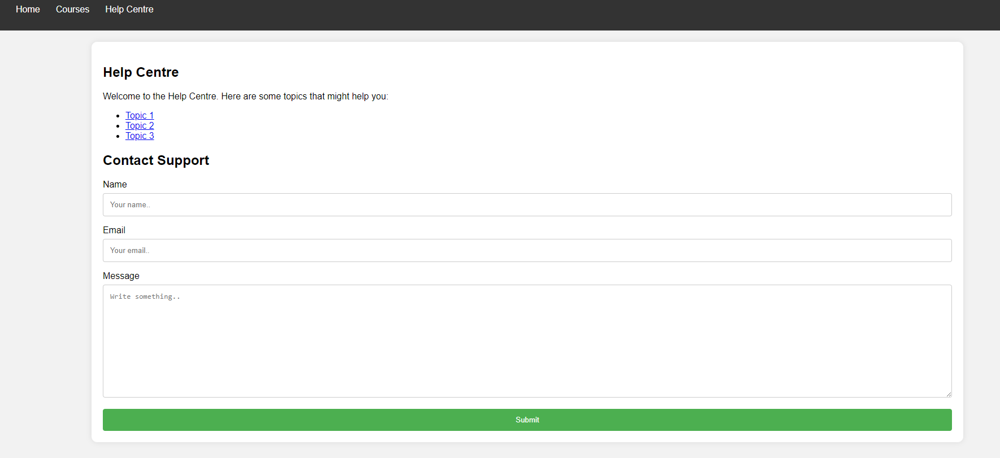 Home Courses Help Centre
Help Centre
Welcome to the Help Centre. Here are some topics that might help you:
Topic 1
Topic 2
Topic 3
Contact Support
Name
Your name..
Email
Your email..
Message
Write something..
Submit